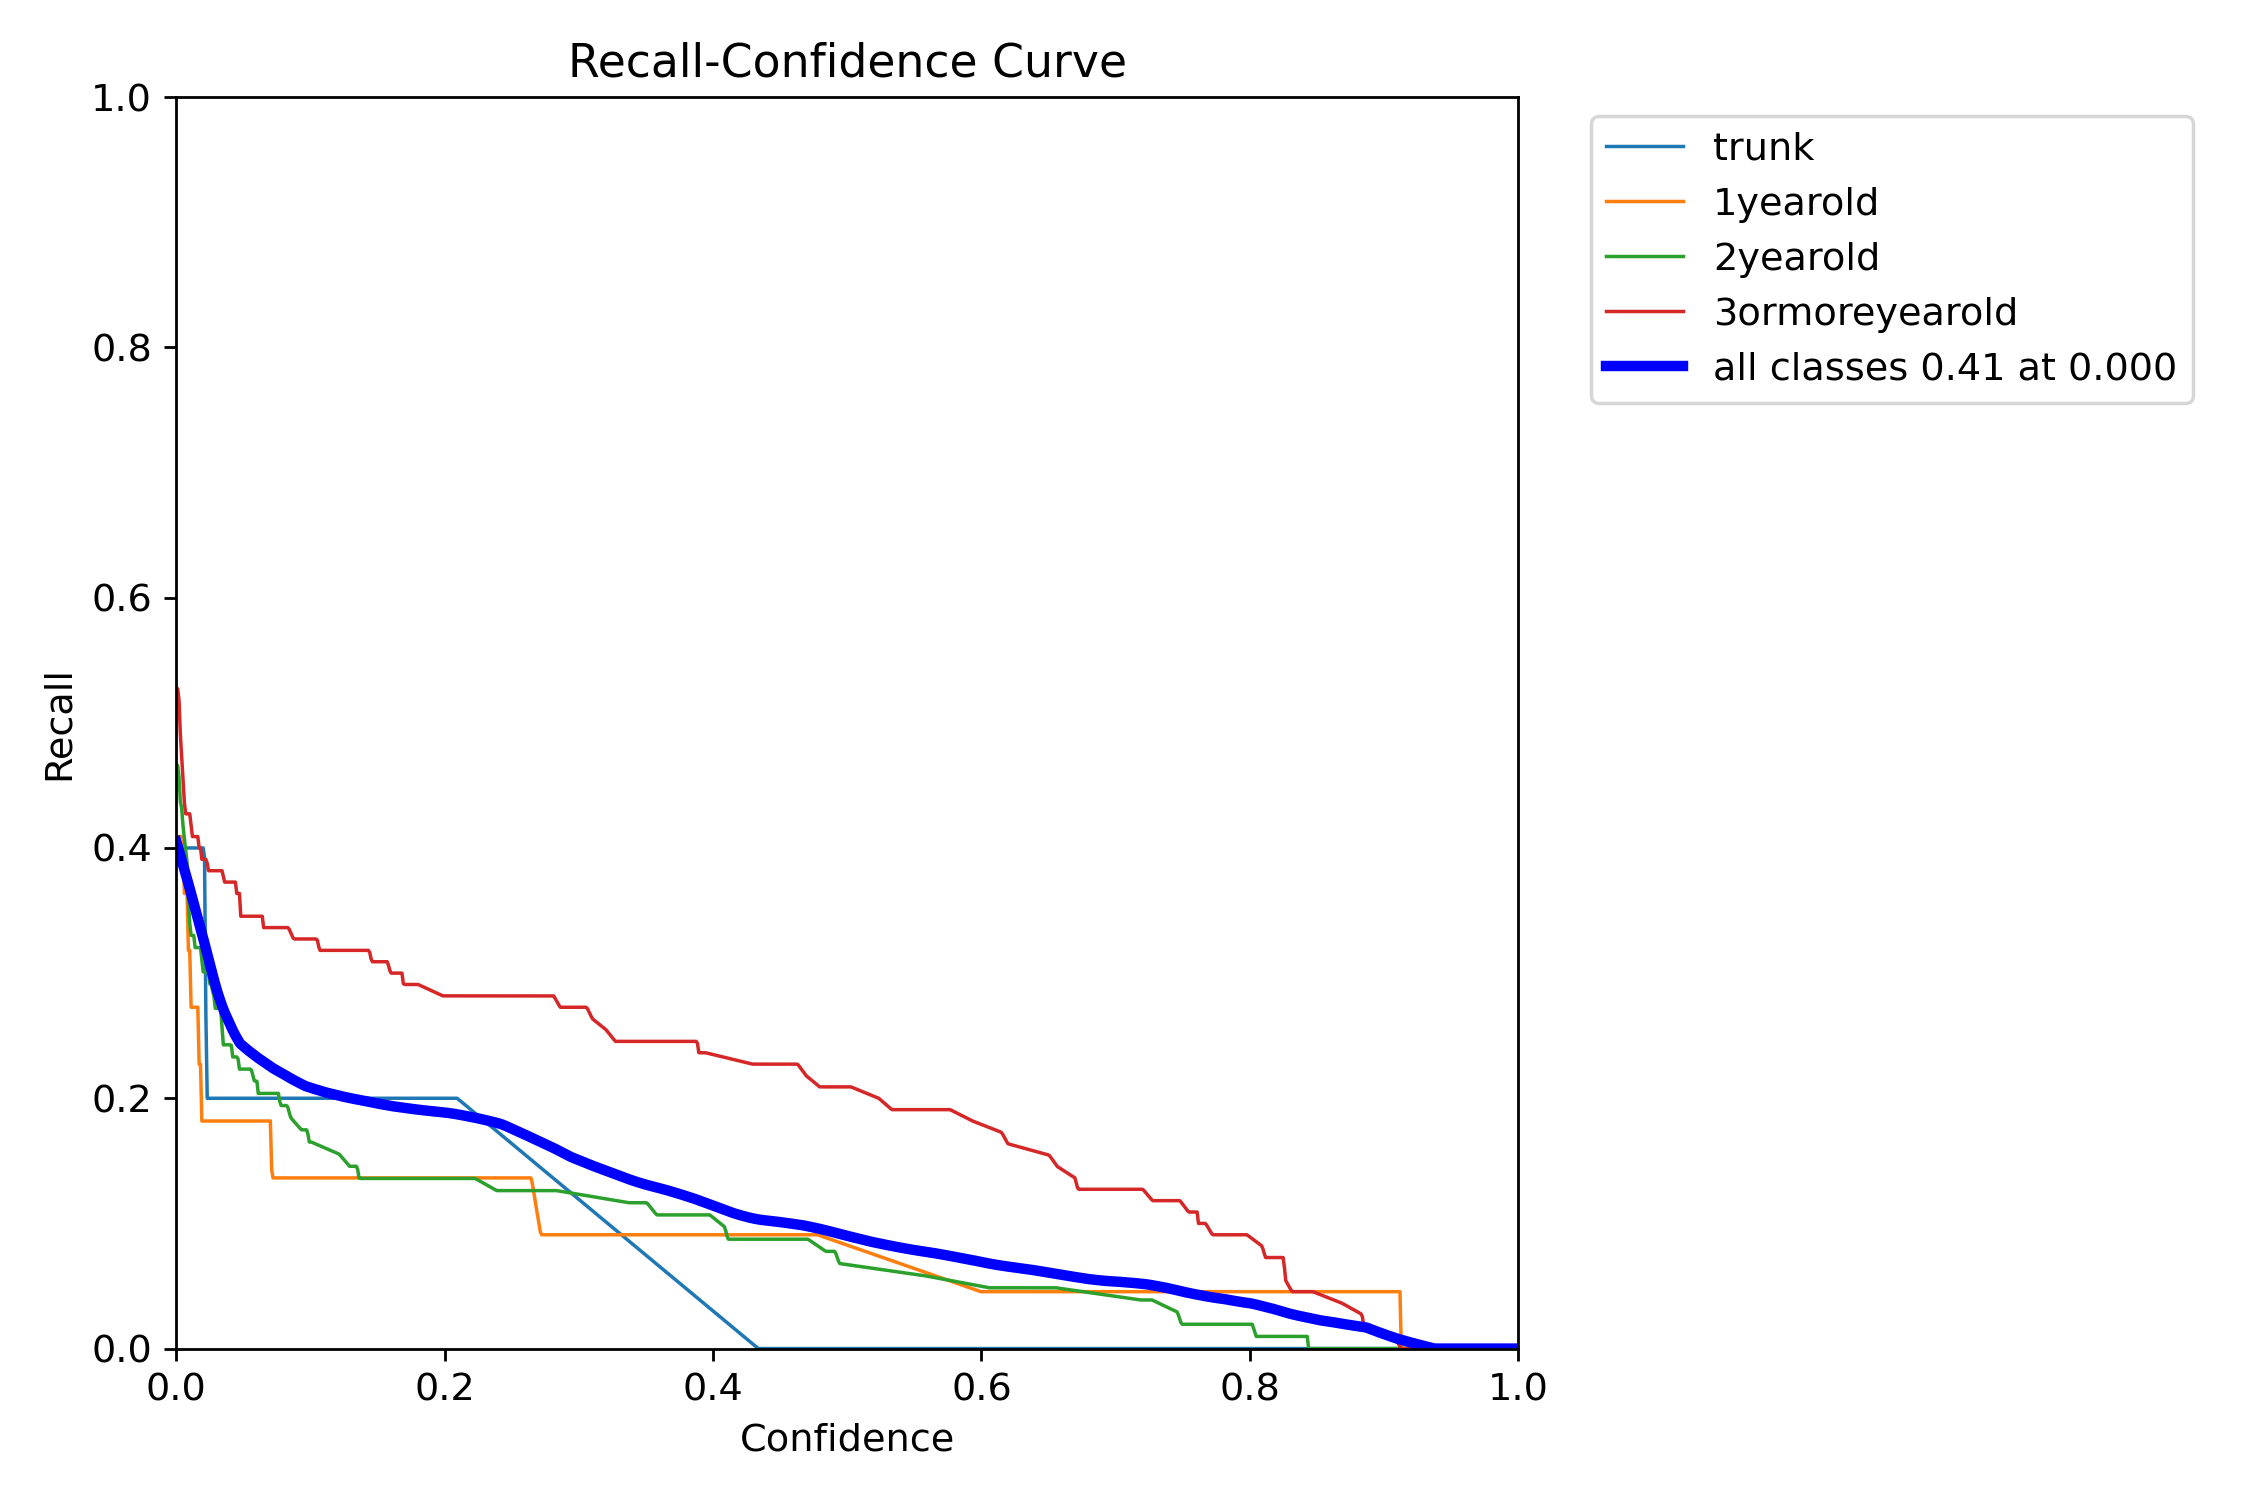 Recall-Confidence Curve
1.0
0.8
0.6
0.4
0.2
0.0
Recall
0.0 0.2 0.4 0.6 0.8 1.0
Confidence
trunk
1yearold
2yearold
3ormoreyearold
all classes 0.41 at 0.000